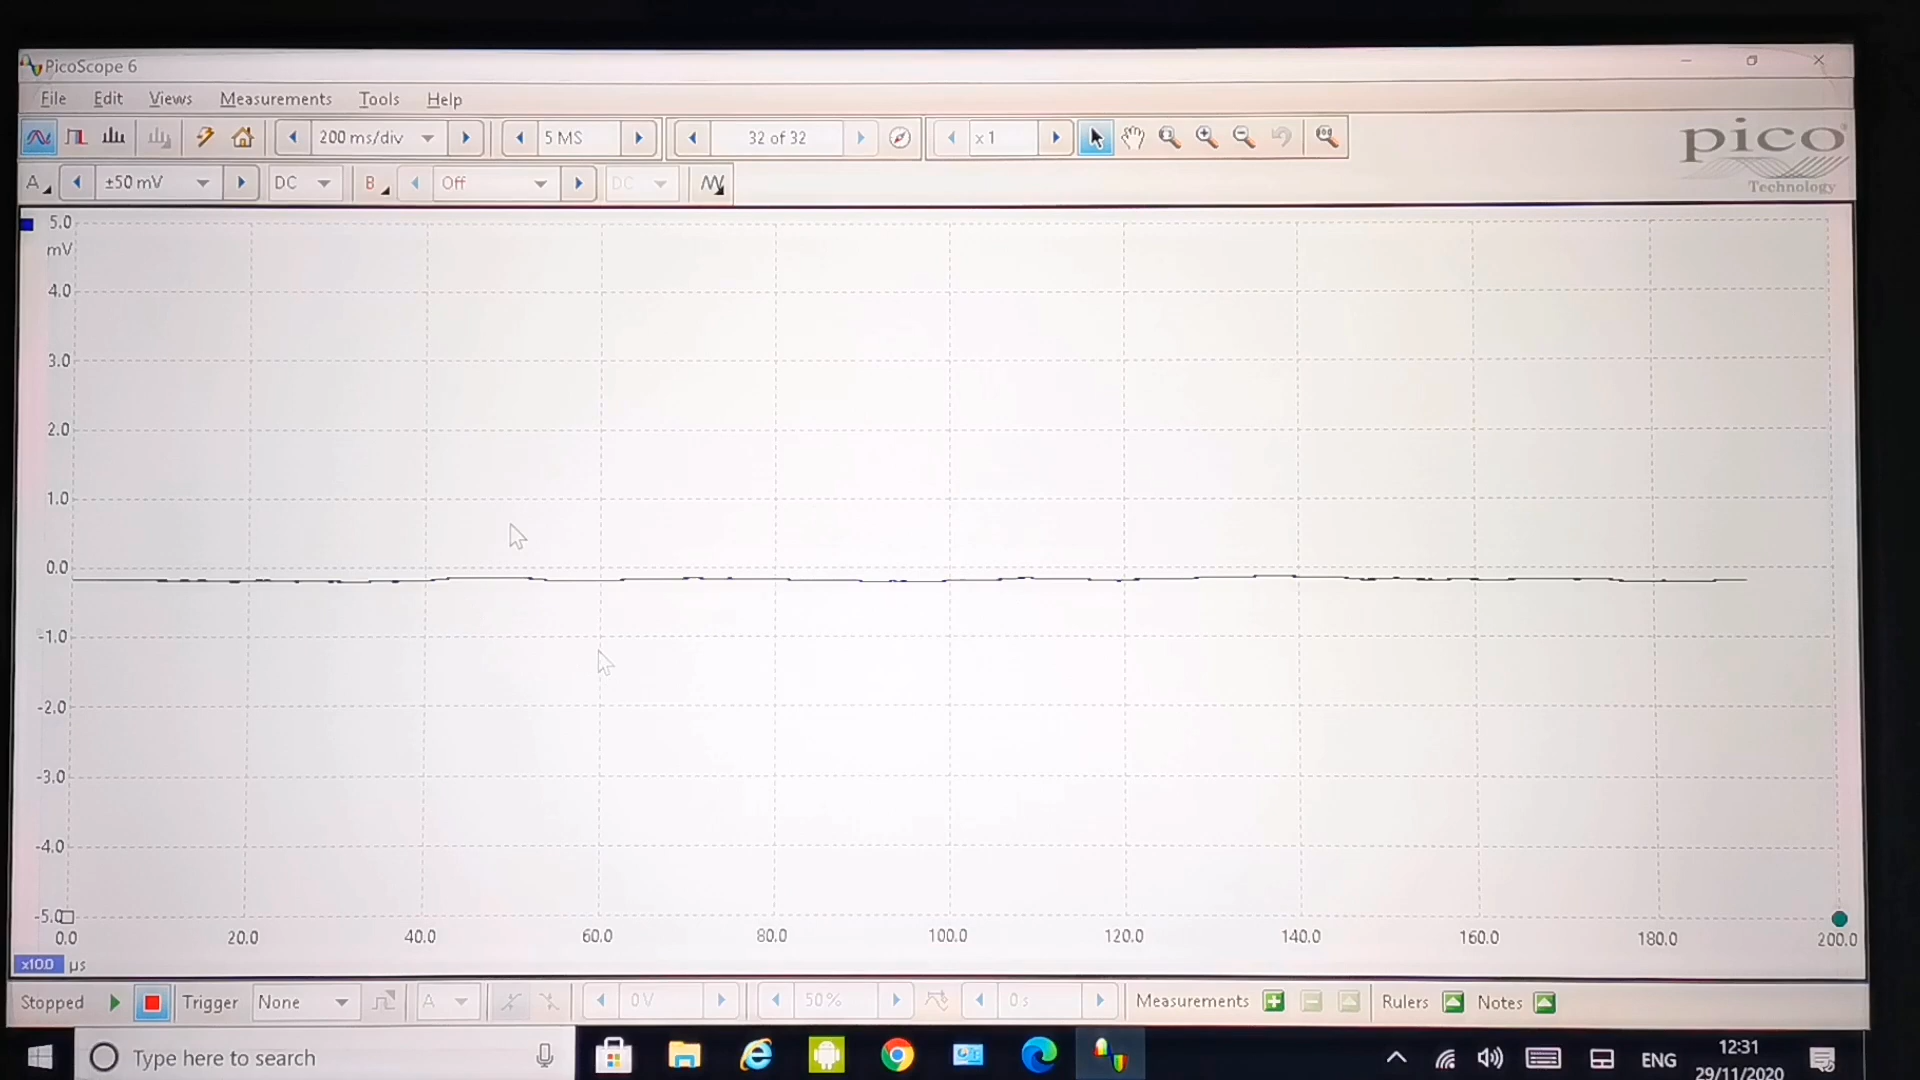 PicoScope 6
File Edit Views Measurements Tools Help
200 ms/div 5 MS 32 of 32 x 1
pico
Technology
A ±50 mV DC B Off DC
5.0
mV
4.0
3.0
2.0
1.0
0.0
-1.0
-2.0
-3.0
-4.0
-5.0
0.0 20.0 40.0 60.0 80.0 100.0 120.0 140.0 160.0 180.0 200.0
x10.0 µs
Stopped Trigger None A 0 V 50 % 0 s Measurements Rulers Notes
Type here to search ENG 12:31
29/11/2020